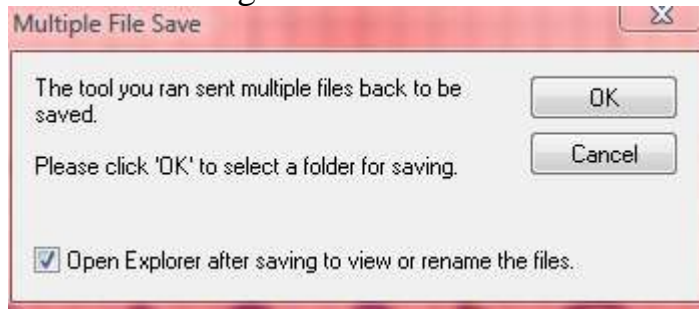 Multiple File Save
The tool you ran sent multiple files back to be
saved.
OK
Please click 'OK' to select a folder for saving.
Cancel
Open Explorer after saving to view or rename the files.